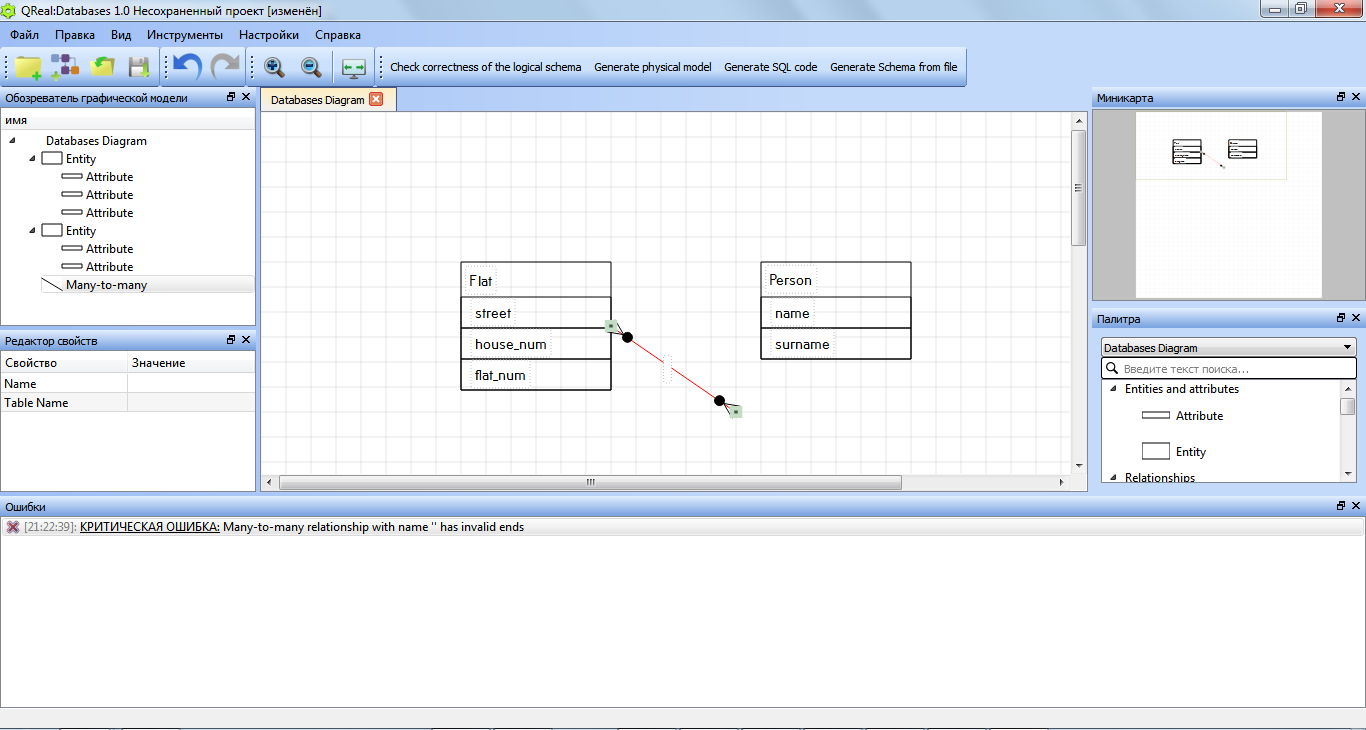 QReal:Databases 1.0 Несохраненный проект [изменён]
Файл Правка Вид Инструменты Настройки Справка
Check correctness of the logical schema Generate physical model Generate SQL code Generate Schema from file
Обозреватель графической модели
имя
Databases Diagram
Entity
Attribute
Attribute
Attribute
Entity
Attribute
Attribute
Many-to-many
Редактор свойств
Свойство Значение
Name
Table Name
Databases Diagram
Flat
street
house_num
flat_num
Person
name
surname
Миникарта
Палитра
Databases Diagram
Введите текст поиска...
Entities and attributes
Attribute
Entity
Relationships
Ошибки
[21:22:39]: КРИТИЧЕСКАЯ ОШИБКА: Many-to-many relationship with name '' has invalid ends